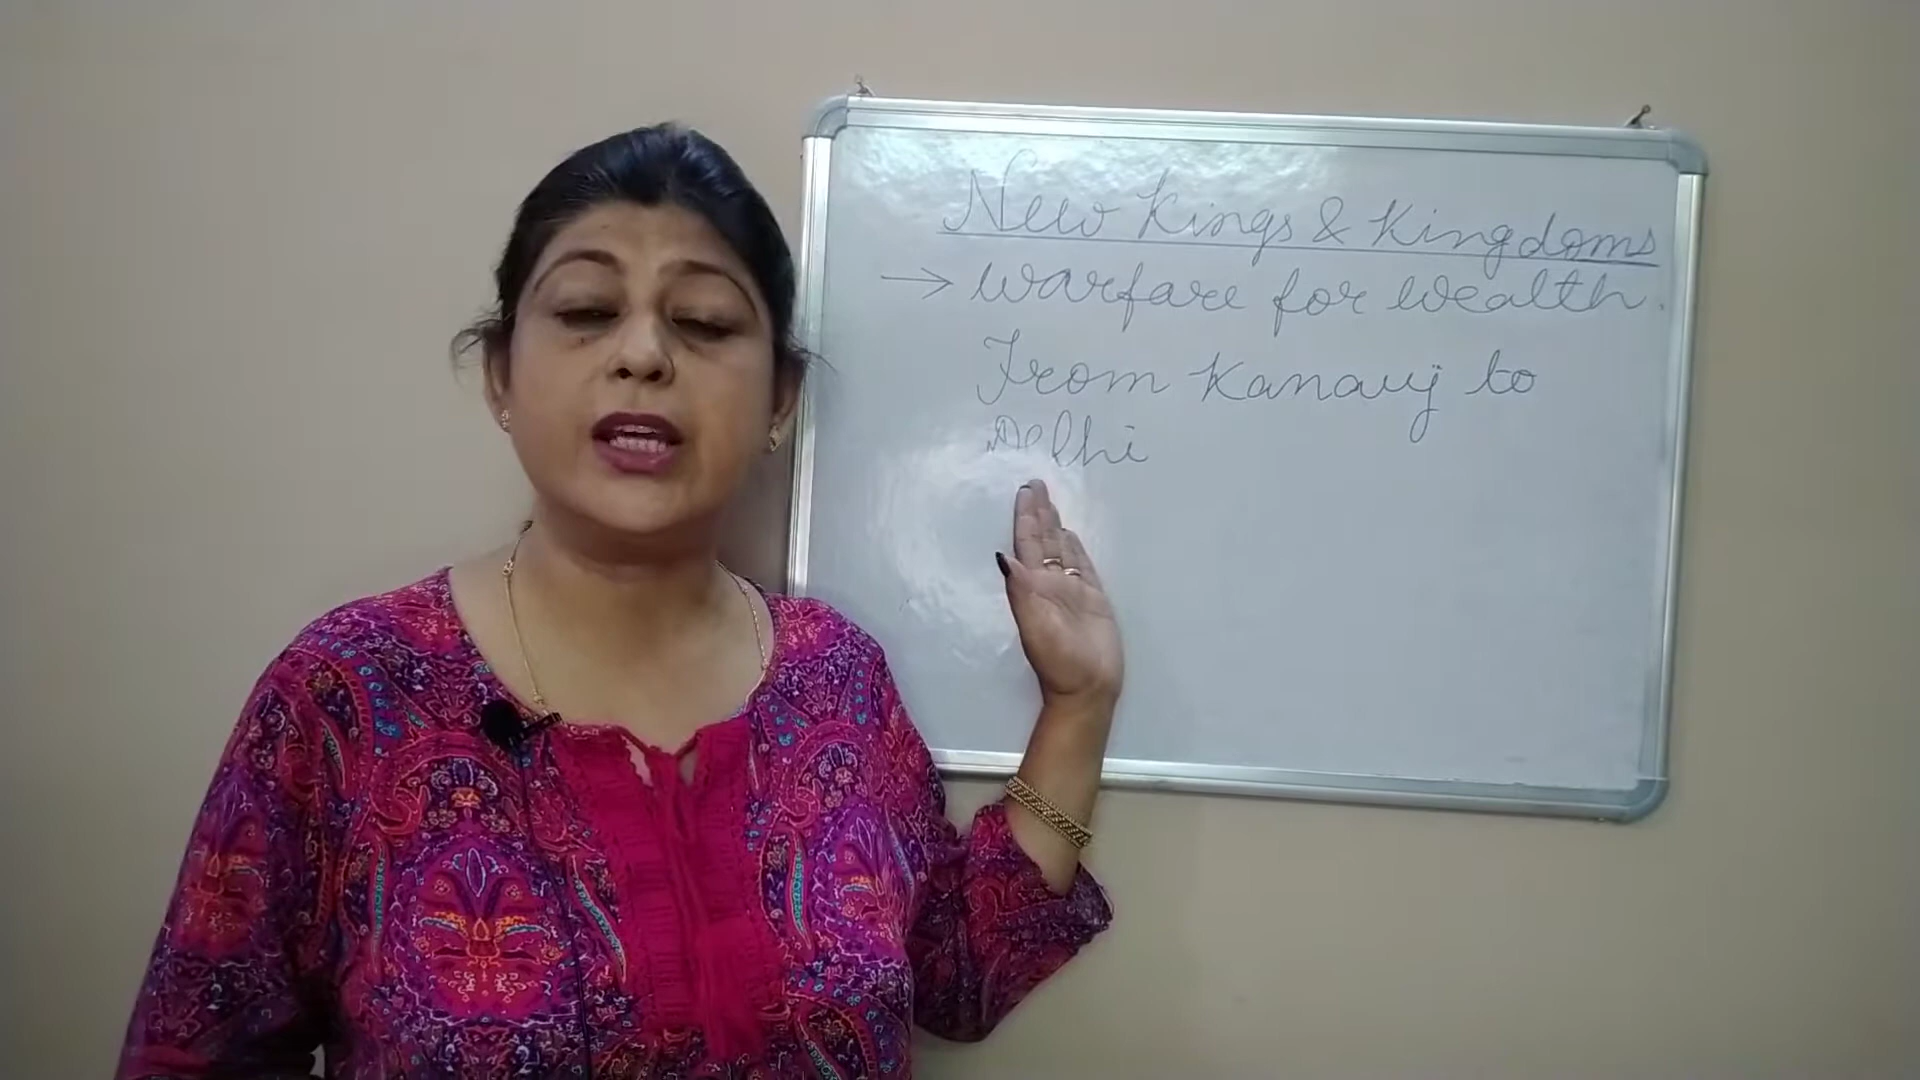 New Kings & Kingdoms
→ Warfare for Wealth.
From Kanauj to
Delhi